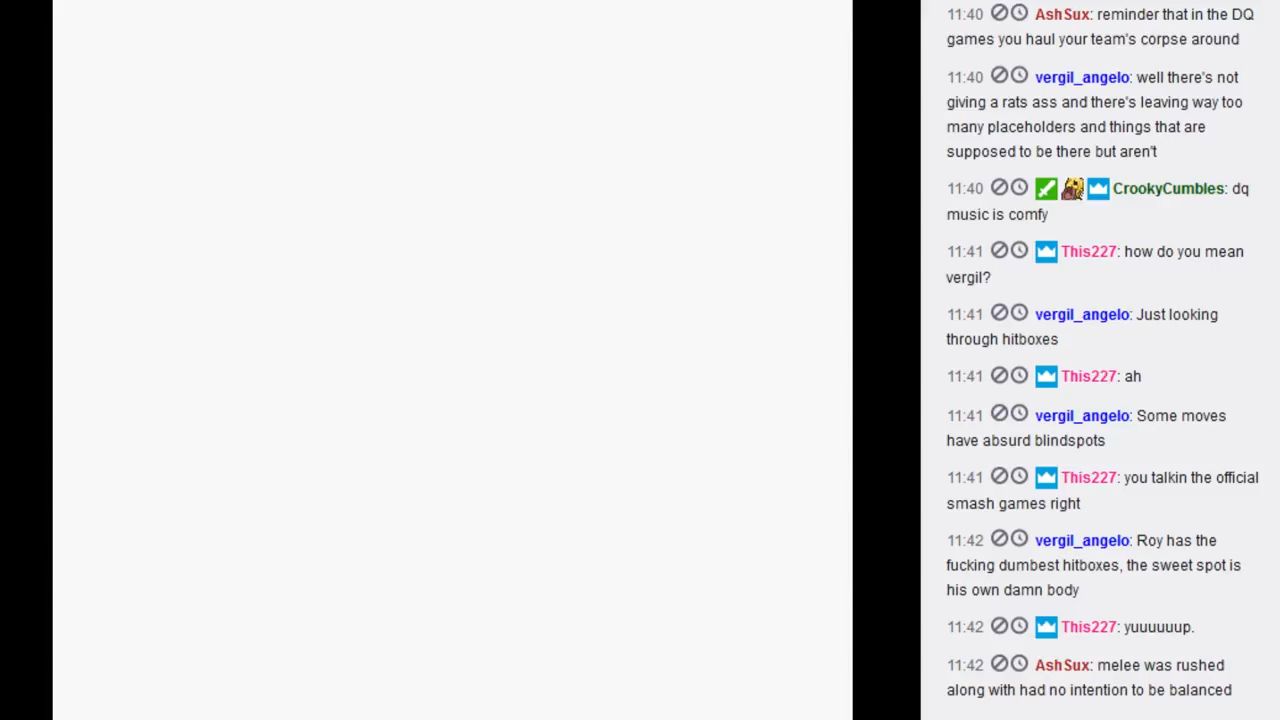 11:40 AshSux: reminder that in the DQ
games you haul your team's corpse around
11:40 vergil_angelo: well there's not
giving a rats ass and there's leaving way too
many placeholders and things that are
supposed to be there but aren't
11:40 CrookyCumbles: dq
music is comfy
11:41 This227: how do you mean
vergil?
11:41 vergil_angelo: Just looking
through hitboxes
11:41 This227: ah
11:41 vergil_angelo: Some moves
have absurd blindspots
11:41 This227: you talkin the official
smash games right
11:42 vergil_angelo: Roy has the
fucking dumbest hitboxes, the sweet spot is
his own damn body
11:42 This227: yuuuuuup.
11:42 AshSux: melee was rushed
along with had no intention to be balanced